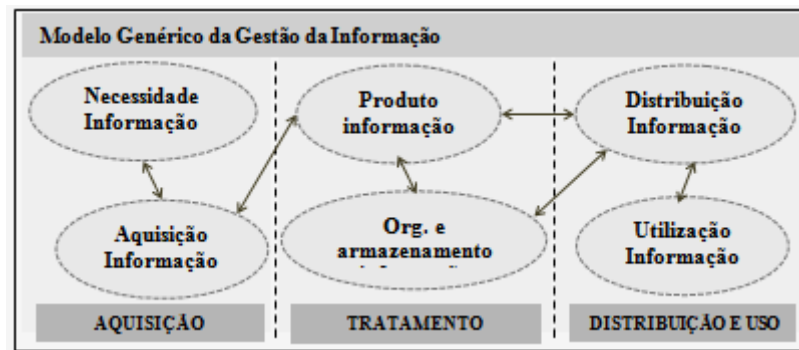 Modelo Genérico da Gestão da Informação
Necessidade
Informação
Produto
informação
Distribuição
Informação
Aquisição
Informação
Org. e
armazenamento
Utilização
Informação
AQUISIÇÃO
TRATAMENTO
DISTRIBUIÇÃO E USO